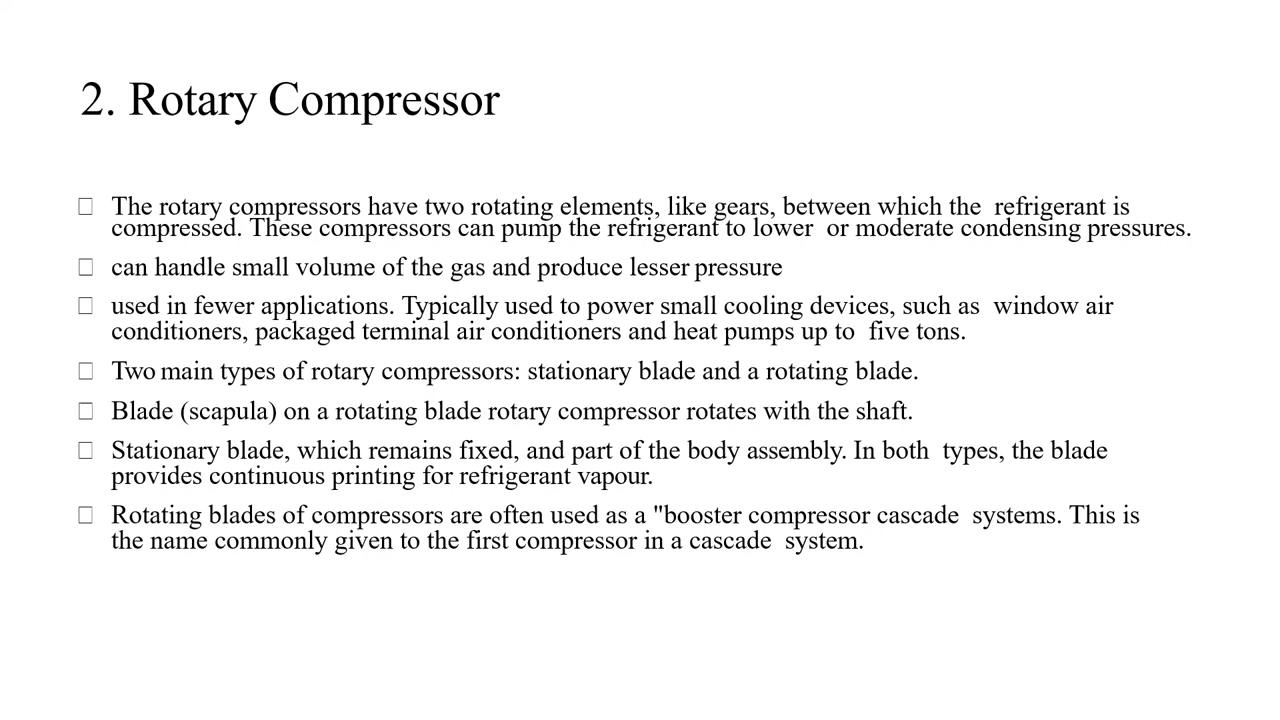 2. Rotary Compressor
□ The rotary compressors have two rotating elements, like gears, between which the refrigerant is
compressed. These compressors can pump the refrigerant to lower or moderate condensing pressures.
□ can handle small volume of the gas and produce lesser pressure
□ used in fewer applications. Typically used to power small cooling devices, such as window air
conditioners, packaged terminal air conditioners and heat pumps up to five tons.
□ Two main types of rotary compressors: stationary blade and a rotating blade.
□ Blade (scapula) on a rotating blade rotary compressor rotates with the shaft.
□ Stationary blade, which remains fixed, and part of the body assembly. In both types, the blade
provides continuous printing for refrigerant vapour.
□ Rotating blades of compressors are often used as a "booster compressor cascade systems. This is
the name commonly given to the first compressor in a cascade system.